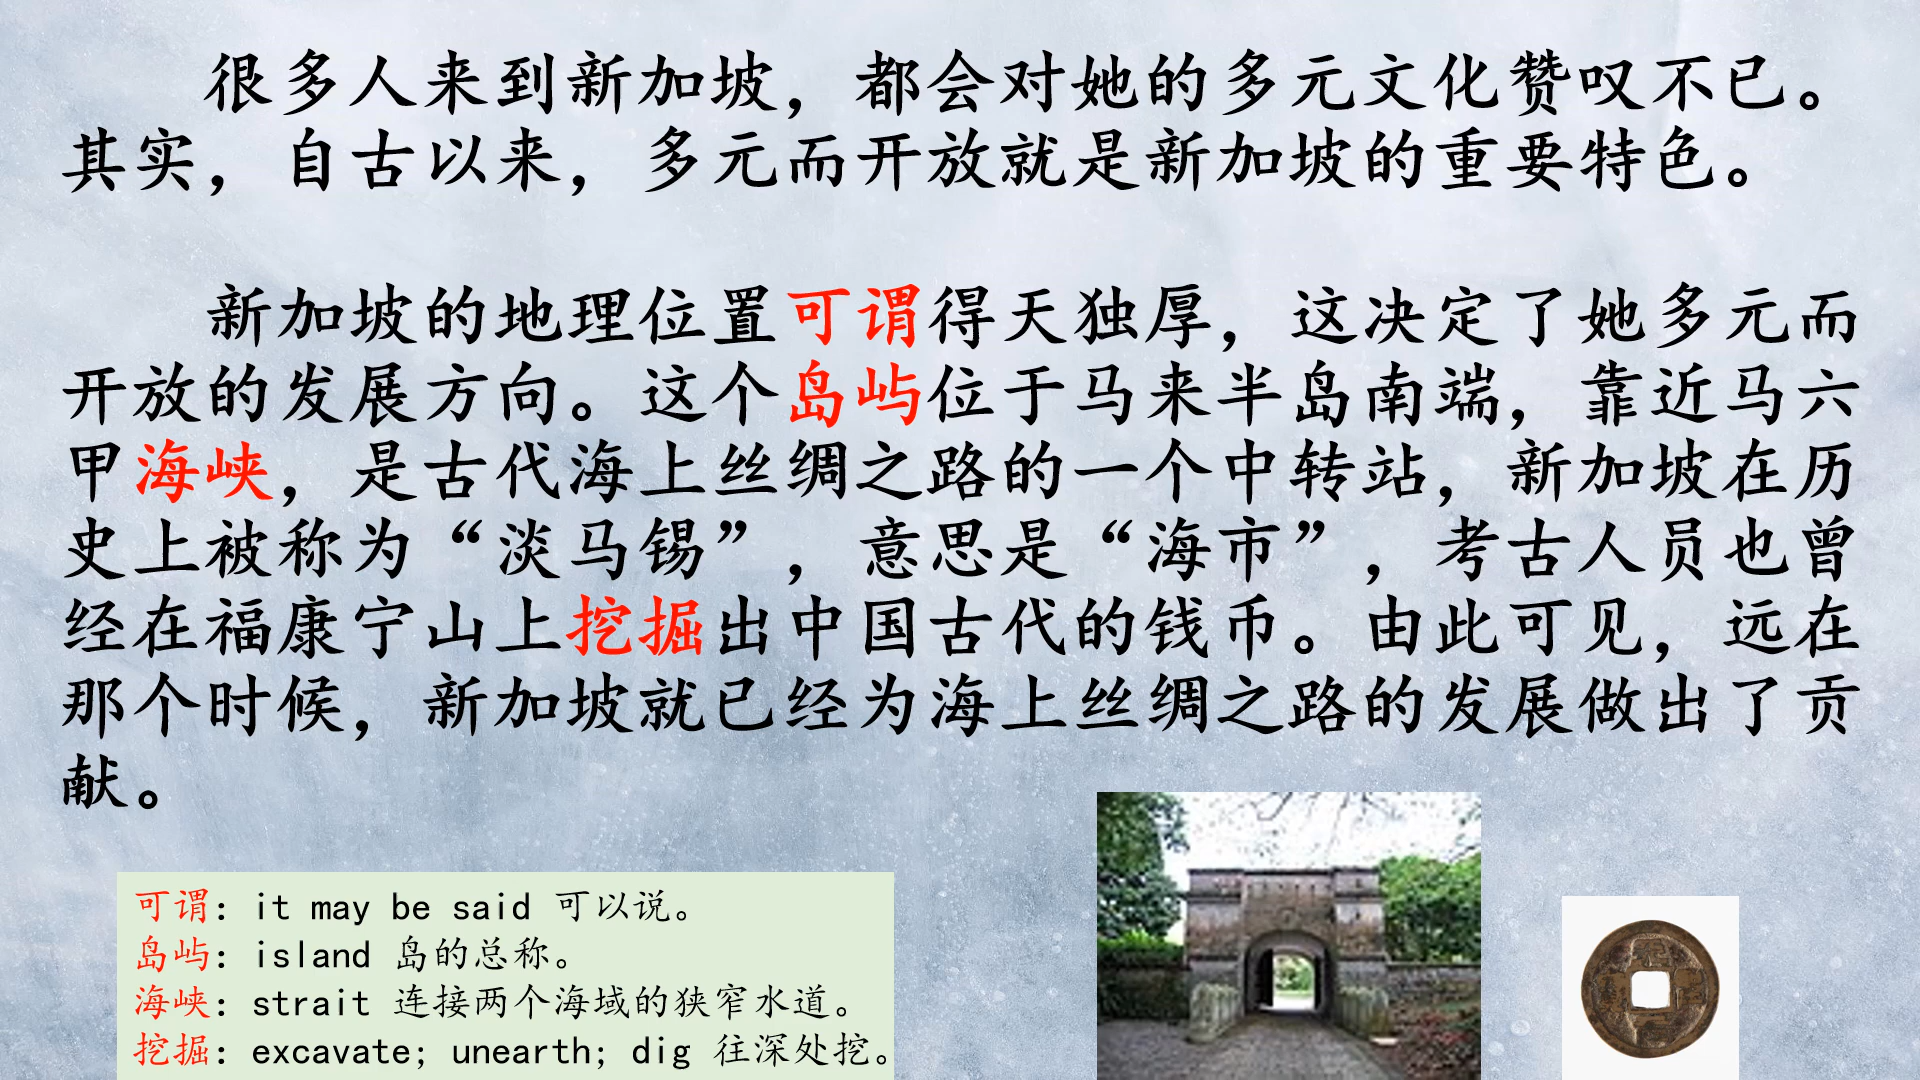 很多人来到新加坡，都会对她的多元文化赞叹不已。
其实，自古以来，多元而开放就是新加坡的重要特色。
新加坡的地理位置可谓得天独厚，这决定了她多元而
开放的发展方向。这个岛屿位于马来半岛南端，靠近马六
甲海峡，是古代海上丝绸之路的一个中转站，新加坡在历
史上被称为“淡马锡”，意思是“海市”，考古人员也曾
经在福康宁山上挖掘出中国古代的钱币。由此可见，远在
那个时候，新加坡就已经为海上丝绸之路的发展做出了贡
献。
可谓：it may be said 可以说。
岛屿：island 岛的总称。
海峡：strait 连接两个海域的狭窄水道。
挖掘：excavate；unearth；dig 往深处挖。